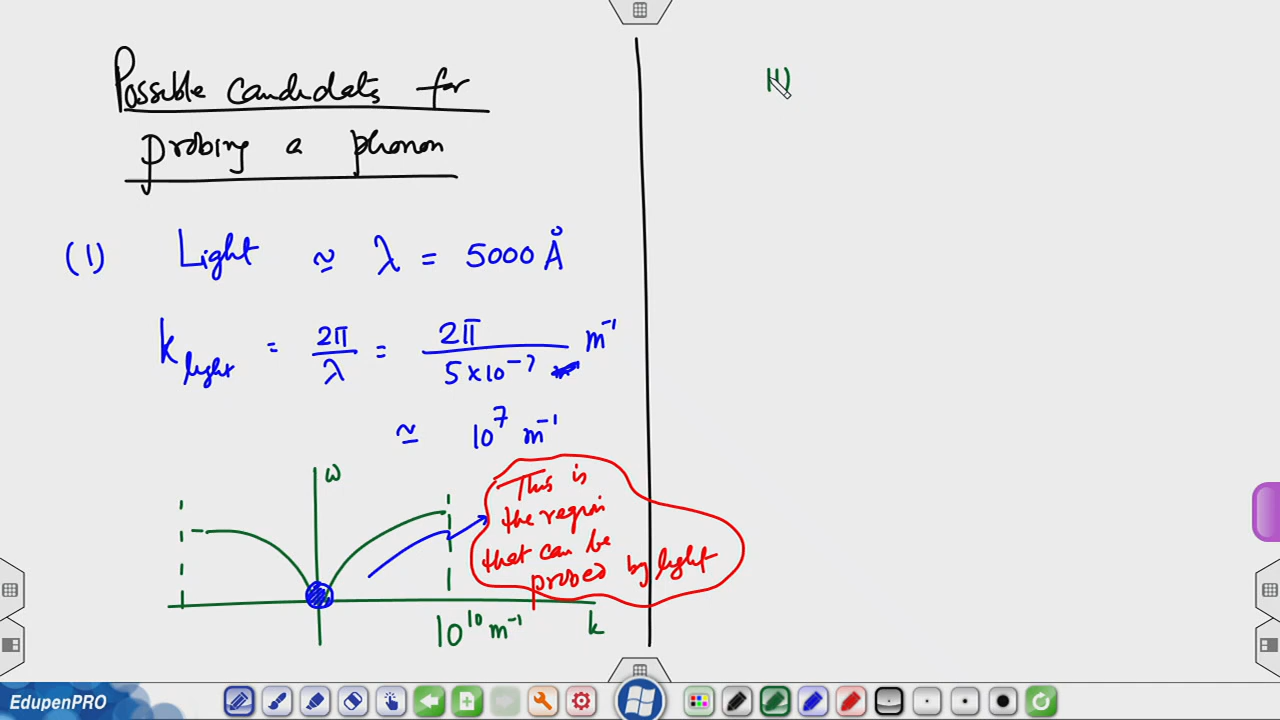 Possible candidates for
probing a phonon
(1) Light ≅ λ = 5000 Å
k light = 2π/λ = 2π/5×10⁻⁷ m⁻¹
≅ 10⁷ m⁻¹
ω
This is
the region
that can be
probed by light
10¹⁰ m⁻¹
k
EdupenPRO